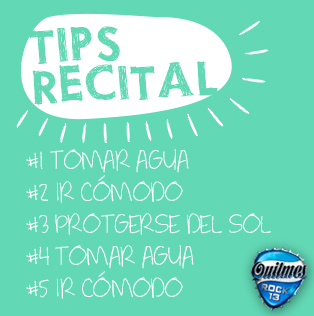 TIPS
RECITAL
#1 TOMAR AGUA
#2 IR CÓMODO
#3 PROTGERSE DEL SOL
#4 TOMAR AGUA
#5 IR CÓMODO
Quilmes
ROCK
13